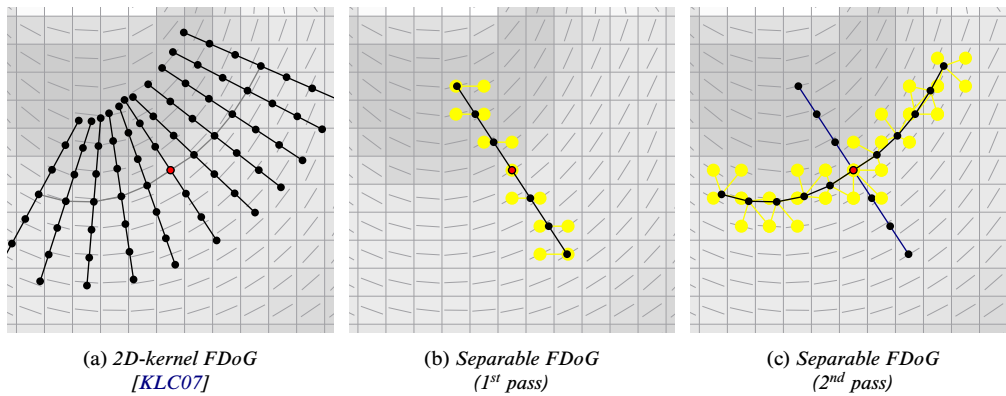 (a) 2D-kernel FDoG
[KLC07]
(b) Separable FDoG
(1st pass)
(c) Separable FDoG
(2nd pass)